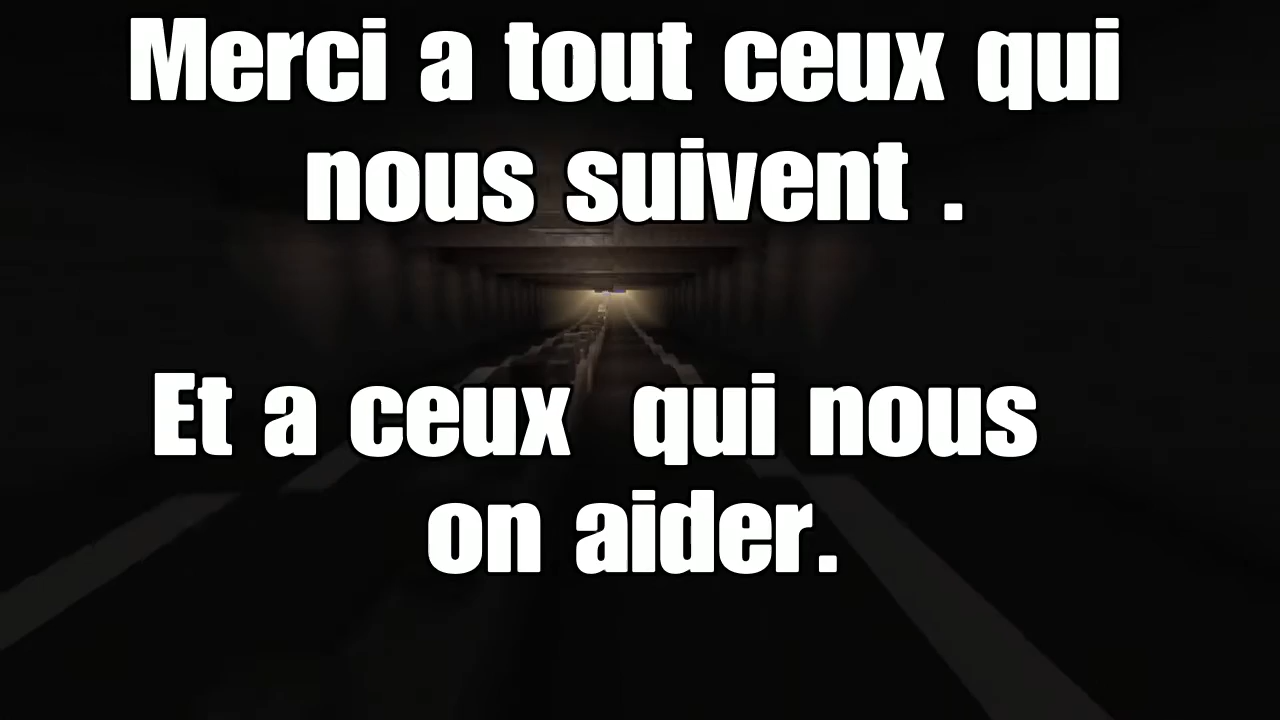 Merci a tout ceux qui
nous suivent .
Et a ceux qui nous
on aider.